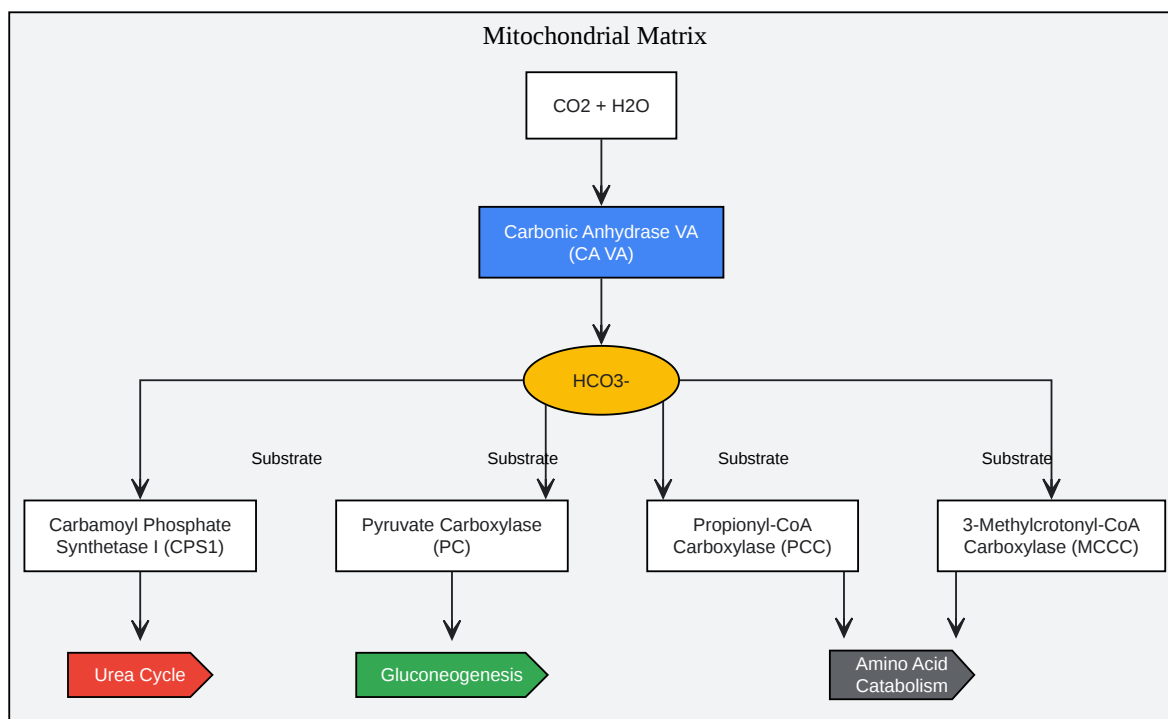 Mitochondrial Matrix
CO2 + H2O
Carbonic Anhydrase VA
(CA VA)
HCO3-
Substrate
Substrate
Substrate
Substrate
Carbamoyl Phosphate
Synthetase I (CPS1)
Pyruvate Carboxylase
(PC)
Propionyl-CoA
Carboxylase (PCC)
3-Methylcrotonyl-CoA
Carboxylase (MCCC)
Urea Cycle
Gluconeogenesis
Amino Acid
Catabolism